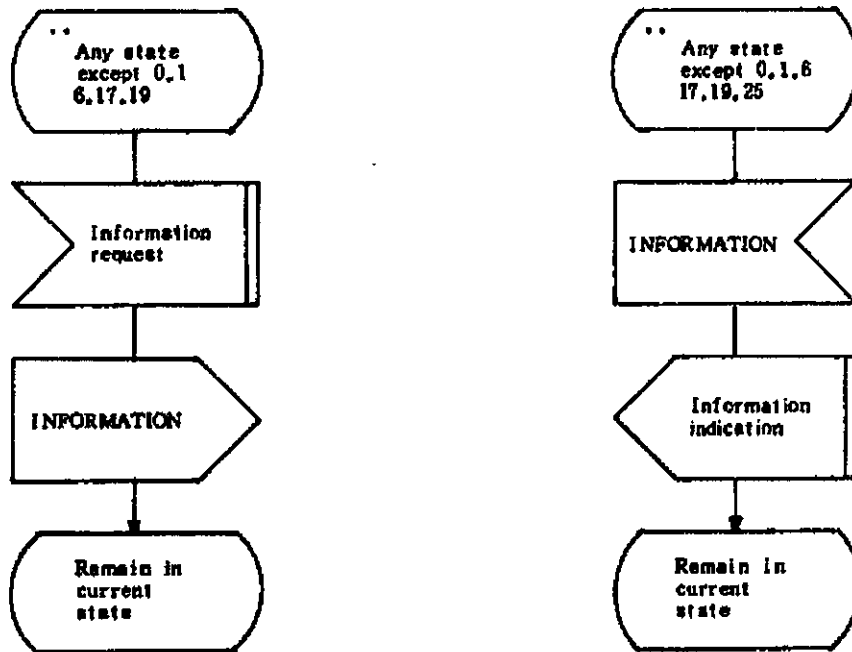 Any state
except 0.1
6.17.19
Information
request
INFORMATION
Remain in
current
state
Any state
except 0.1.6
17.19.25
INFORMATION
Information
indication
Remain in
current
state